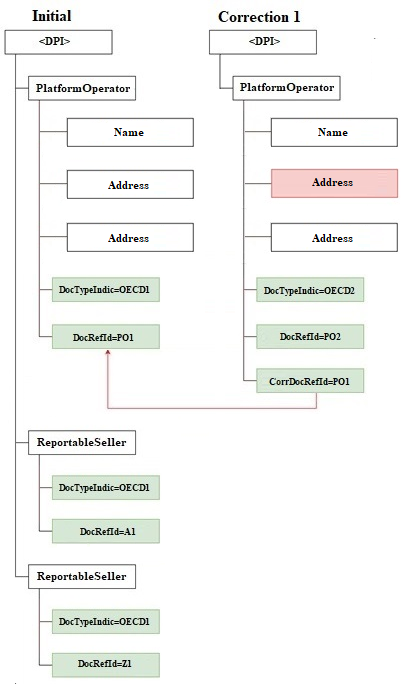 Initial
<DPI>
PlatformOperator
Name
Address
Address
DocTypeIndic=OECD1
DocRefId=PO1
ReportableSeller
DocTypeIndic=OECD1
DocRefId=A1
ReportableSeller
DocTypeIndic=OECD1
DocRefId=Z1
Correction 1
<DPI>
PlatformOperator
Name
Address
Address
DocTypeIndic=OECD2
DocRefId=PO2
CorrDocRefId=PO1